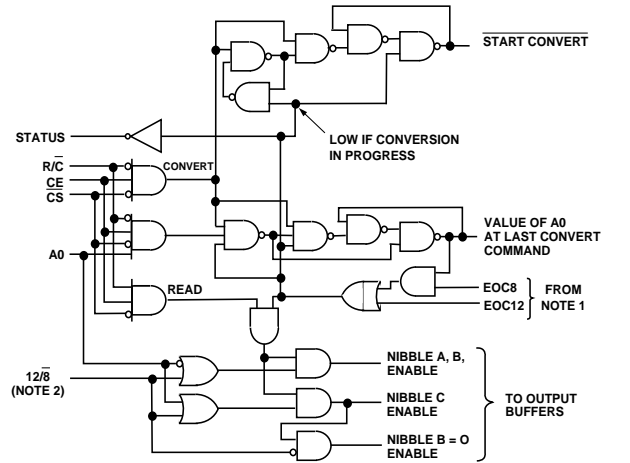 START CONVERT
LOW IF CONVERSION
IN PROGRESS
STATUS
R/C̅
CE
C̅S̅
CONVERT
A0
VALUE OF A0
AT LAST CONVERT
COMMAND
READ
EOC8
EOC12
FROM
NOTE 1
12/8̅
(NOTE 2)
NIBBLE A, B,
ENABLE
NIBBLE C
ENABLE
NIBBLE B = O
ENABLE
TO OUTPUT
BUFFERS